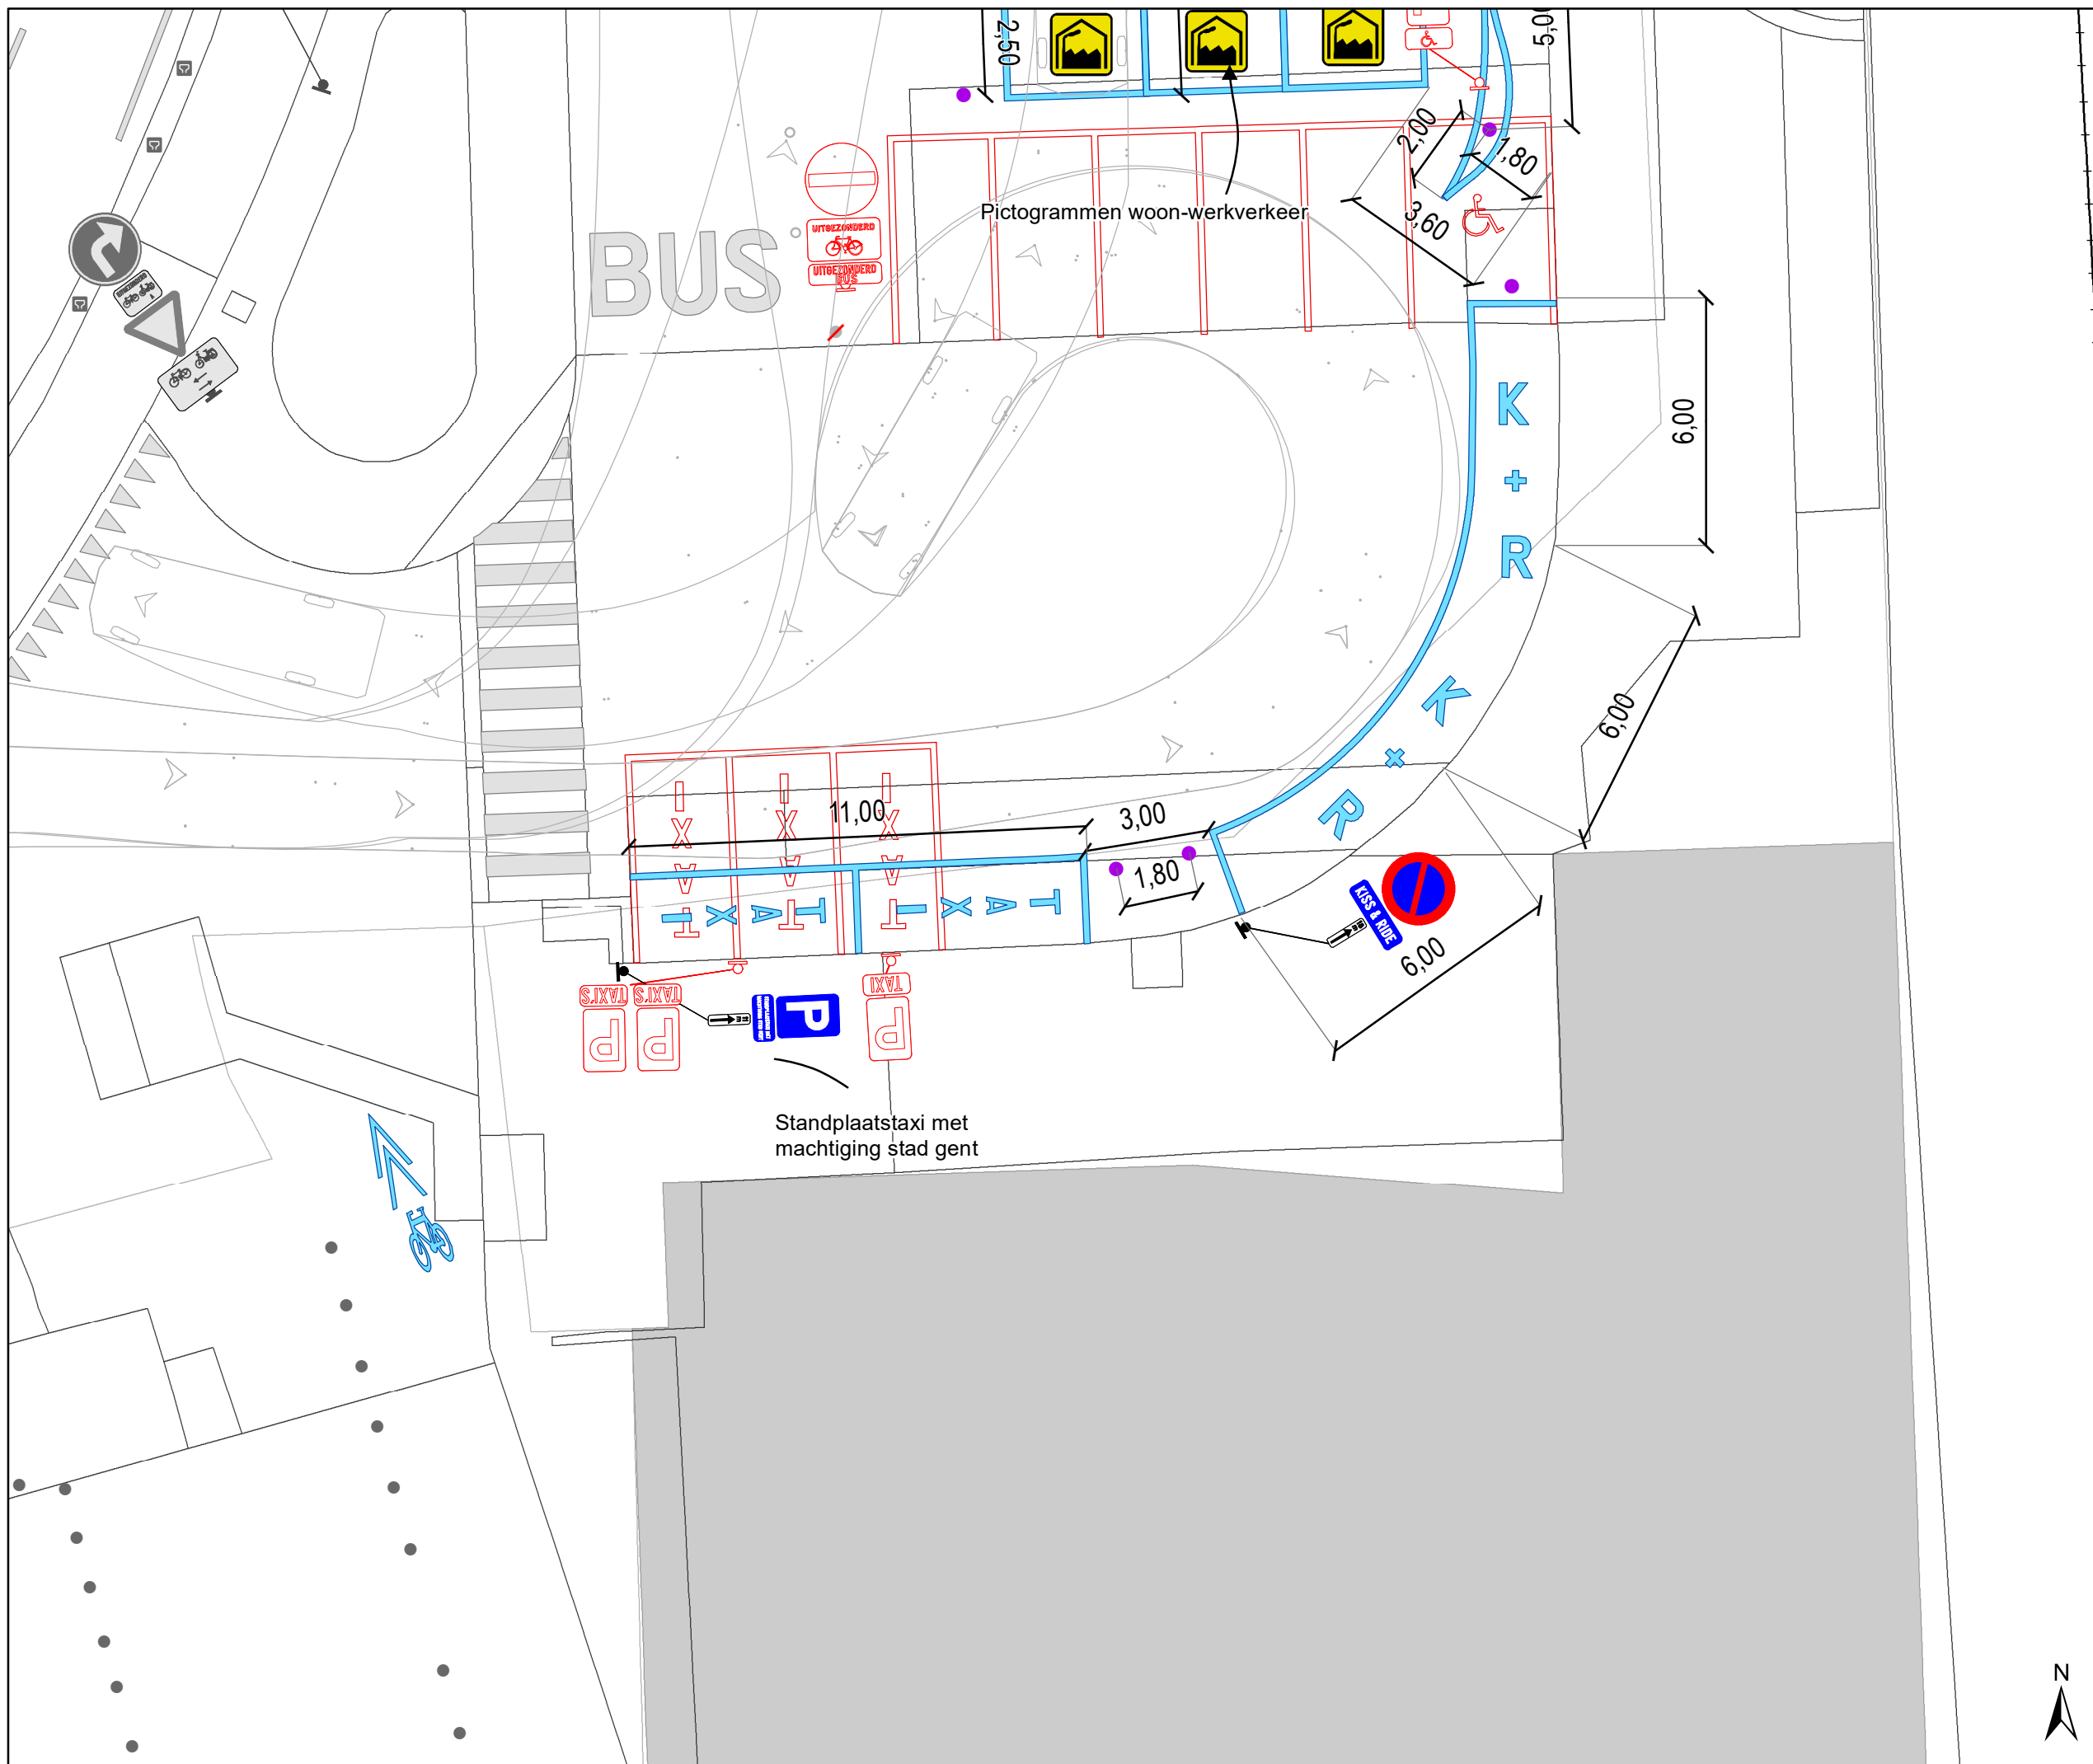 2,50
5,0
2,00
1,80
3,60
Pictogrammen woon-werkverkeer
UITGEZONDERD
UITGEZONDERD
BUS
BUS
K + R
6,00
K + R
6,00
TAXI
TAXI
TAXI
11,00
3,00
1,80
TAXI
TAXI
KISS & RIDE
6,00
TAXI'S
TAXI'S
TAXI
P
P
P
P
Standplaatstaxi met
machtiging stad gent
N